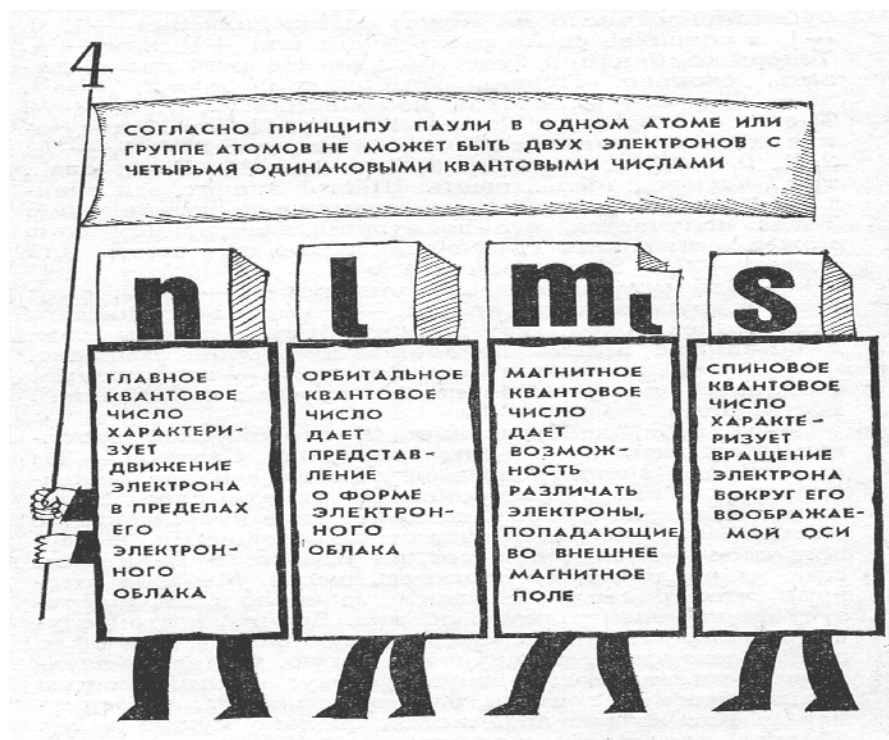 4
СОГЛАСНО ПРИНЦИПУ ПАУЛИ В ОДНОМ АТОМЕ ИЛИ
ГРУППЕ АТОМОВ НЕ МОЖЕТ БЫТЬ ДВУХ ЭЛЕКТРОНОВ С
ЧЕТЫРЬМЯ ОДИНАКОВЫМИ КВАНТОВЫМИ ЧИСЛАМИ
n
ГЛАВНОЕ
КВАНТОВОЕ
ЧИСЛО
ХАРАКТЕРИ-
ЗУЕТ
ДВИЖЕНИЕ
ЭЛЕКТРОНА
В ПРЕДЕЛАХ
ЕГО
ЭЛЕКТРОН-
НОГО
ОБЛАКА
l
ОРБИТАЛЬНОЕ
КВАНТОВОЕ
ЧИСЛО
ДАЕТ
ПРЕДСТАВ-
ЛЕНИЕ
О ФОРМЕ
ЭЛЕКТРОН-
НОГО
ОБЛАКА
ml
МАГНИТНОЕ
КВАНТОВОЕ
ЧИСЛО
ДАЕТ
ВОЗМОЖ-
НОСТЬ
РАЗЛИЧАТЬ
ЭЛЕКТРОНЫ,
ПОПАДАЮЩИЕ
ВО ВНЕШНЕЕ
МАГНИТНОЕ
ПОЛЕ
s
СПИНОВОЕ
КВАНТОВОЕ
ЧИСЛО
ХАРАКТЕ-
РИЗУЕТ
ВРАЩЕНИЕ
ЭЛЕКТРОНА
ВОКРУГ ЕГО
ВООБРАЖАЕ-
МОЙ ОСИ